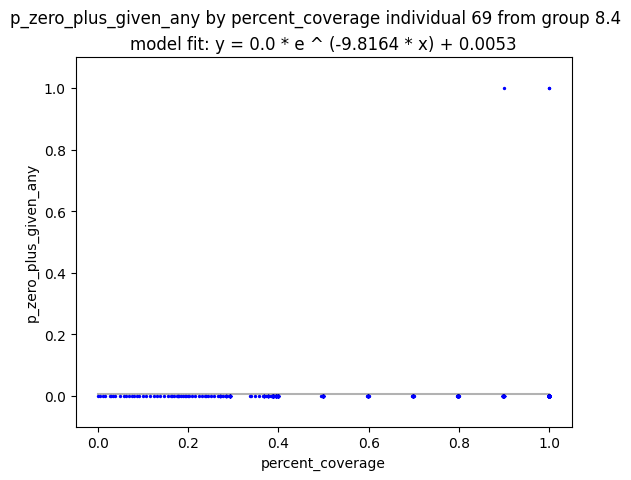 p_zero_plus_given_any by percent_coverage individual 69 from group 8.4
model fit: y = 0.0 * e ^ (-9.8164 * x) + 0.0053
p_zero_plus_given_any
1.0
0.8
0.6
0.4
0.2
0.0
0.0 0.2 0.4 0.6 0.8 1.0
percent_coverage